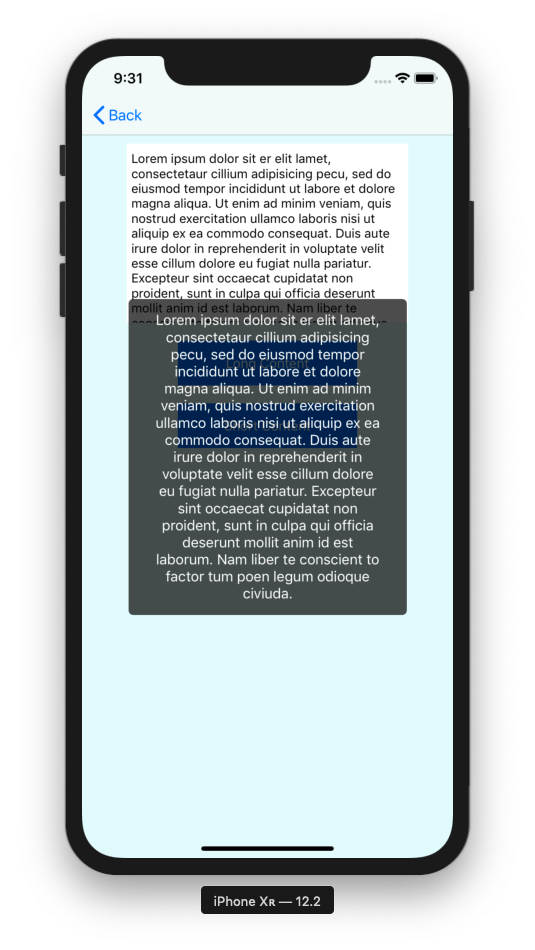 9:31
Back
Lorem ipsum dolor sit er elit lamet,
consectetaur cillium adipisicing pecu, sed do
eiusmod tempor incididunt ut labore et dolore
magna aliqua. Ut enim ad minim veniam, quis
nostrud exercitation ullamco laboris nisi ut
aliquip ex ea commodo consequat. Duis aute
irure dolor in reprehenderit in voluptate velit
esse cillum dolore eu fugiat nulla pariatur.
Excepteur sint occaecat cupidatat non
proident, sunt in culpa qui officia deserunt
mollit anim id est laborum. Nam liber te
Lorem ipsum dolor sit er elit lamet,
consectetaur cillium adipisicing
pecu, sed do eiusmod tempor
Long Content
incididunt ut labore et dolore
magna aliqua. Ut enim ad minim
veniam, quis nostrud exercitation
ullamco laboris nisi ut aliquip ex ea
commodo consequat. Duis aute
irure dolor in reprehenderit in
voluptate velit esse cillum dolore
eu fugiat nulla pariatur. Excepteur
sint occaecat cupidatat non
proident, sunt in culpa qui officia
deserunt mollit anim id est
laborum. Nam liber te conscient to
factor tum poen legum odioque
civiuda.
iPhone Xʀ — 12.2